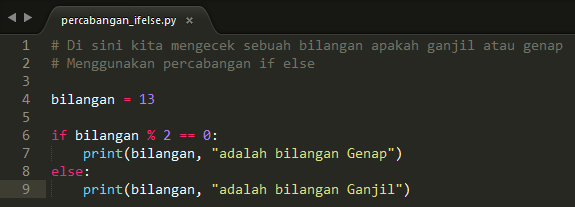 percabangan_ifelse.py ×
1 # Di sini kita mengecek sebuah bilangan apakah ganjil atau genap
2 # Menggunakan percabangan if else
3
4 bilangan = 13
5
6 if bilangan % 2 == 0:
7     print(bilangan, "adalah bilangan Genap")
8 else:
9     print(bilangan, "adalah bilangan Ganjil")